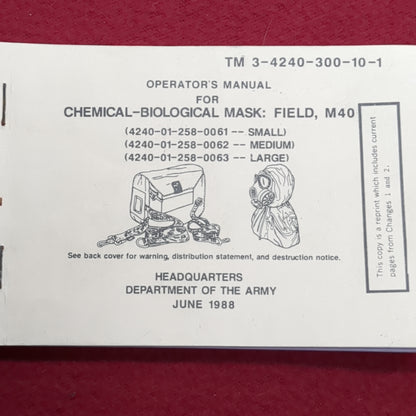 TM 3-4240-300-10-1
OPERATOR'S MANUAL
FOR
CHEMICAL-BIOLOGICAL MASK: FIELD, M40
(4240-01-258-0061 -- SMALL)
(4240-01-258-0062 -- MEDIUM)
(4240-01-258-0063 -- LARGE)
See back cover for warning, distribution statement, and destruction notice.
HEADQUARTERS
DEPARTMENT OF THE ARMY
JUNE 1988
This copy is a reprint which includes current
pages from Changes 1 and 2.